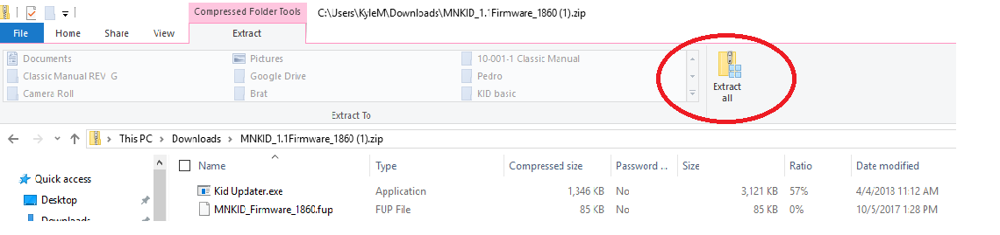 Compressed Folder Tools C:\Users\KyleM\Downloads\MNKID_1.1Firmware_1860 (1).zip
File Home Share View Extract
Documents Pictures 10-001-1 Classic Manual
Classic Manual REV G Google Drive Pedro
Camera Roll Brat KID basic
Extract
all
Extract To
This PC Downloads MNKID_1.1Firmware_1860 (1).zip
Name Type Compressed size Password ... Size Ratio Date modified
Quick access
Kid Updater.exe Application 1,346 KB No 3,121 KB 57% 4/4/2013 11:12 AM
Desktop
MNKID_Firmware_1860.fup FUP File 85 KB No 85 KB 0% 10/5/2017 1:28 PM
Downloads